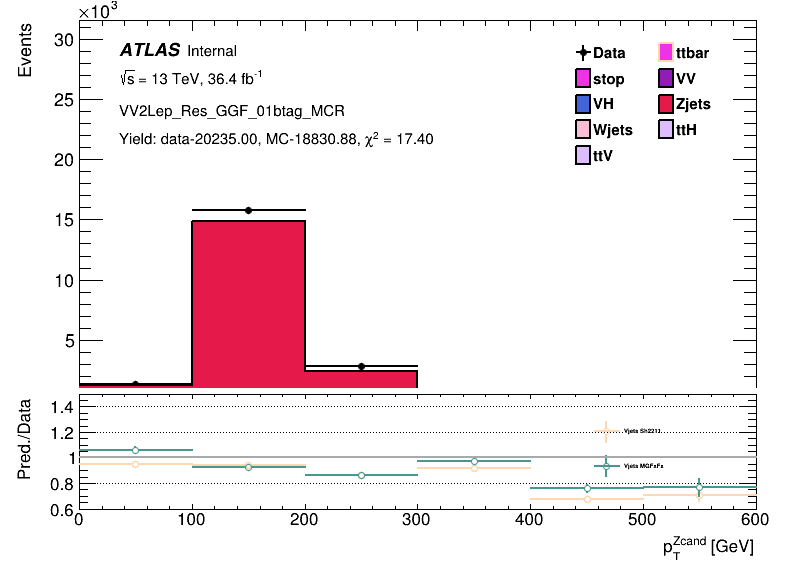 ×10³
Events
30
25
20
15
10
5
ATLAS Internal
√s = 13 TeV, 36.4 fb⁻¹
VV2Lep_Res_GGF_01btag_MCR
Yield: data-20235.00, MC-18830.88, χ² = 17.40
Data
ttbar
stop
VV
VH
Zjets
Wjets
ttH
ttV
Pred./Data
1.4
1.2
1
0.8
0.6
Vjets Sh2211
Vjets MGFxFx
0 100 200 300 400 500 600
p_T^Zcand [GeV]